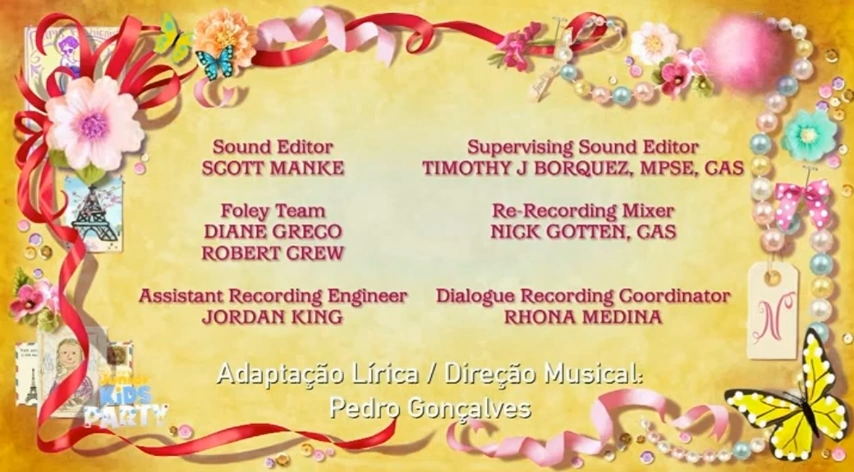 Sound Editor
SCOTT MANKE
Supervising Sound Editor
TIMOTHY J BORQUEZ, MPSE, CAS
Foley Team
DIANE GRECO
ROBERT CREW
Re-Recording Mixer
NICK GOTTEN, CAS
Assistant Recording Engineer
JORDAN KING
Dialogue Recording Coordinator
RHONA MEDINA
N
Adaptação Lírica / Direção Musical:
Pedro Gonçalves
KiDS
PARTY